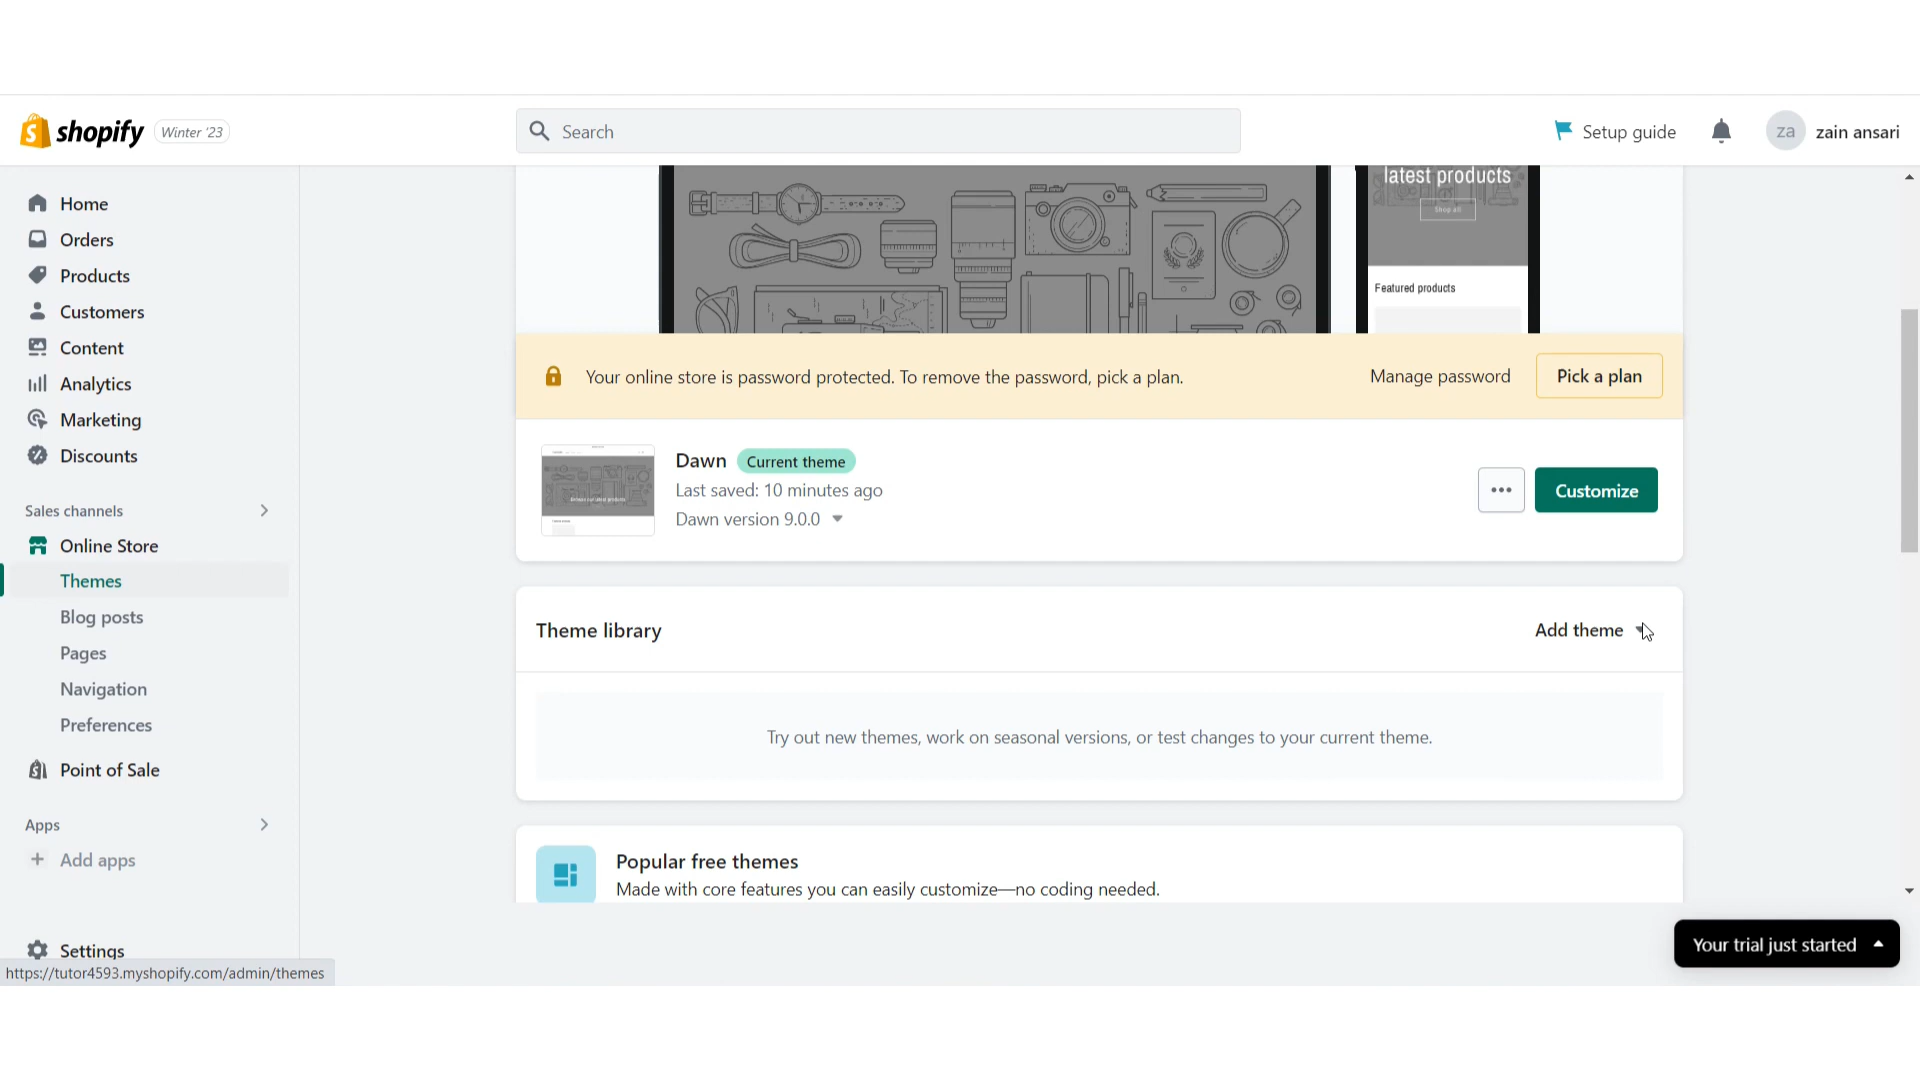 shopify Winter '23
Search
Setup guide
za zain ansari
Home
Orders
Products
Customers
Content
Analytics
Marketing
Discounts
Sales channels
Online Store
Themes
Blog posts
Pages
Navigation
Preferences
Point of Sale
Apps
Add apps
Settings
https://tutor4593.myshopify.com/admin/themes
latest products
Shop all
Featured products
Your online store is password protected. To remove the password, pick a plan.
Manage password
Pick a plan
Dawn Current theme
Last saved: 10 minutes ago
Dawn version 9.0.0
Customize
Theme library
Add theme
Try out new themes, work on seasonal versions, or test changes to your current theme.
Popular free themes
Made with core features you can easily customize—no coding needed.
Your trial just started